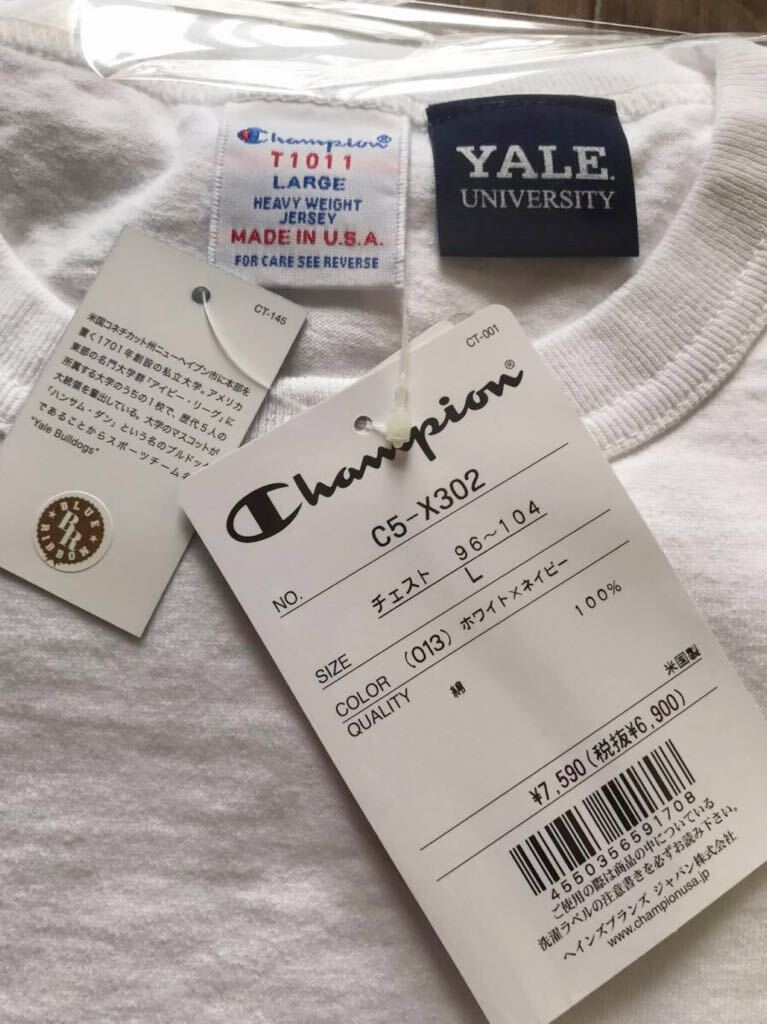 Champion®
T1011
LARGE
HEAVY WEIGHT
JERSEY
MADE IN U.S.A.
FOR CARE SEE REVERSE
YALE.
UNIVERSITY
CT-145
米国コネチカット州ニューヘイブン市に本部を
置く1701年創設の私立大学。アメリカ
東部の名門大学群「アイビー・リーグ」に
所属する大学のうちの1校で、歴代5人の
大統領を輩出している。大学のマスコットが
「ハンサム・ダン」という名のブルドッグ
であることからスポーツチーム
"Yale Bulldogs"
BLUE
BR
RIBBON
CT-001
Champion®
NO. C5-X302
チェスト 96～104
SIZE L
COLOR (013) ホワイト×ネイビー
QUALITY 綿 100%
米国製
¥7,590(税抜¥6,900)
4550356591708
ご使用の際は商品の中についている
洗濯ラベルの注意書きを必ずお読み下さい。
ヘインズブランズ ジャパン株式会社
www.championusa.jp